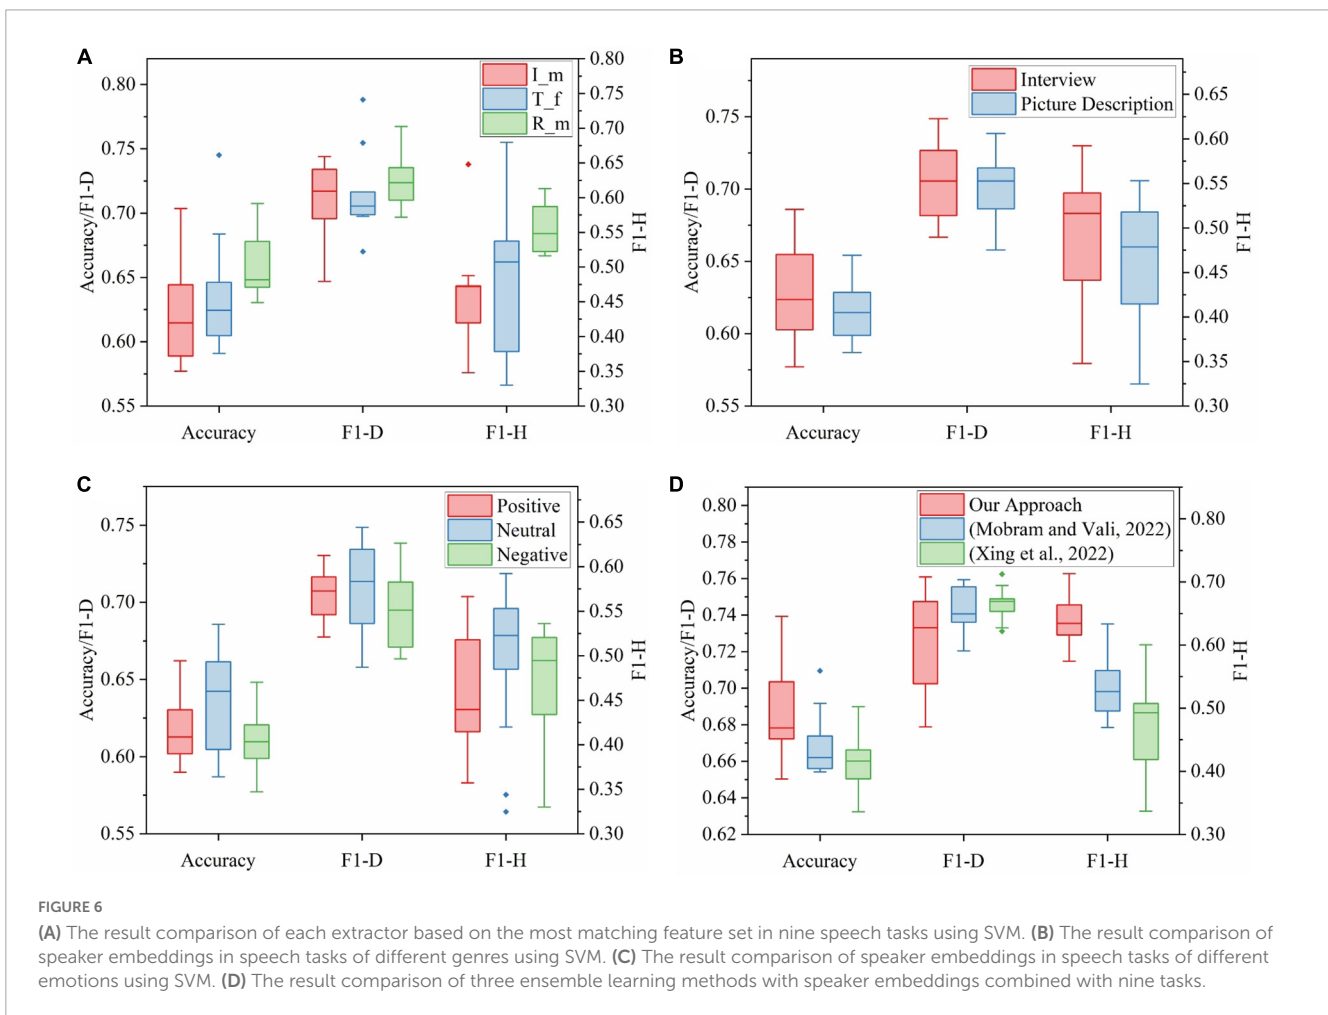 A
0.80
0.75
0.70
0.65
0.60
0.55
Accuracy/F1-D
I_m
T_f
R_m
0.80
0.75
0.70
0.65
0.60
0.55
0.50
0.45
0.40
0.35
0.30
F1-H
Accuracy F1-D F1-H
B
0.75
0.70
0.65
0.60
0.55
Accuracy/F1-D
Interview
Picture Description
0.65
0.60
0.55
0.50
0.45
0.40
0.35
0.30
F1-H
Accuracy F1-D F1-H
C
0.75
0.70
0.65
0.60
0.55
Accuracy/F1-D
Positive
Neutral
Negative
0.65
0.60
0.55
0.50
0.45
0.40
0.35
0.30
F1-H
Accuracy F1-D F1-H
D
0.80
0.78
0.76
0.74
0.72
0.70
0.68
0.66
0.64
0.62
Accuracy/F1-D
Our Approach
(Mobram and Vali, 2022)
(Xing et al., 2022)
0.80
0.70
0.60
0.50
0.40
0.30
F1-H
Accuracy F1-D F1-H
FIGURE 6
(A) The result comparison of each extractor based on the most matching feature set in nine speech tasks using SVM. (B) The result comparison of
speaker embeddings in speech tasks of different genres using SVM. (C) The result comparison of speaker embeddings in speech tasks of different
emotions using SVM. (D) The result comparison of three ensemble learning methods with speaker embeddings combined with nine tasks.